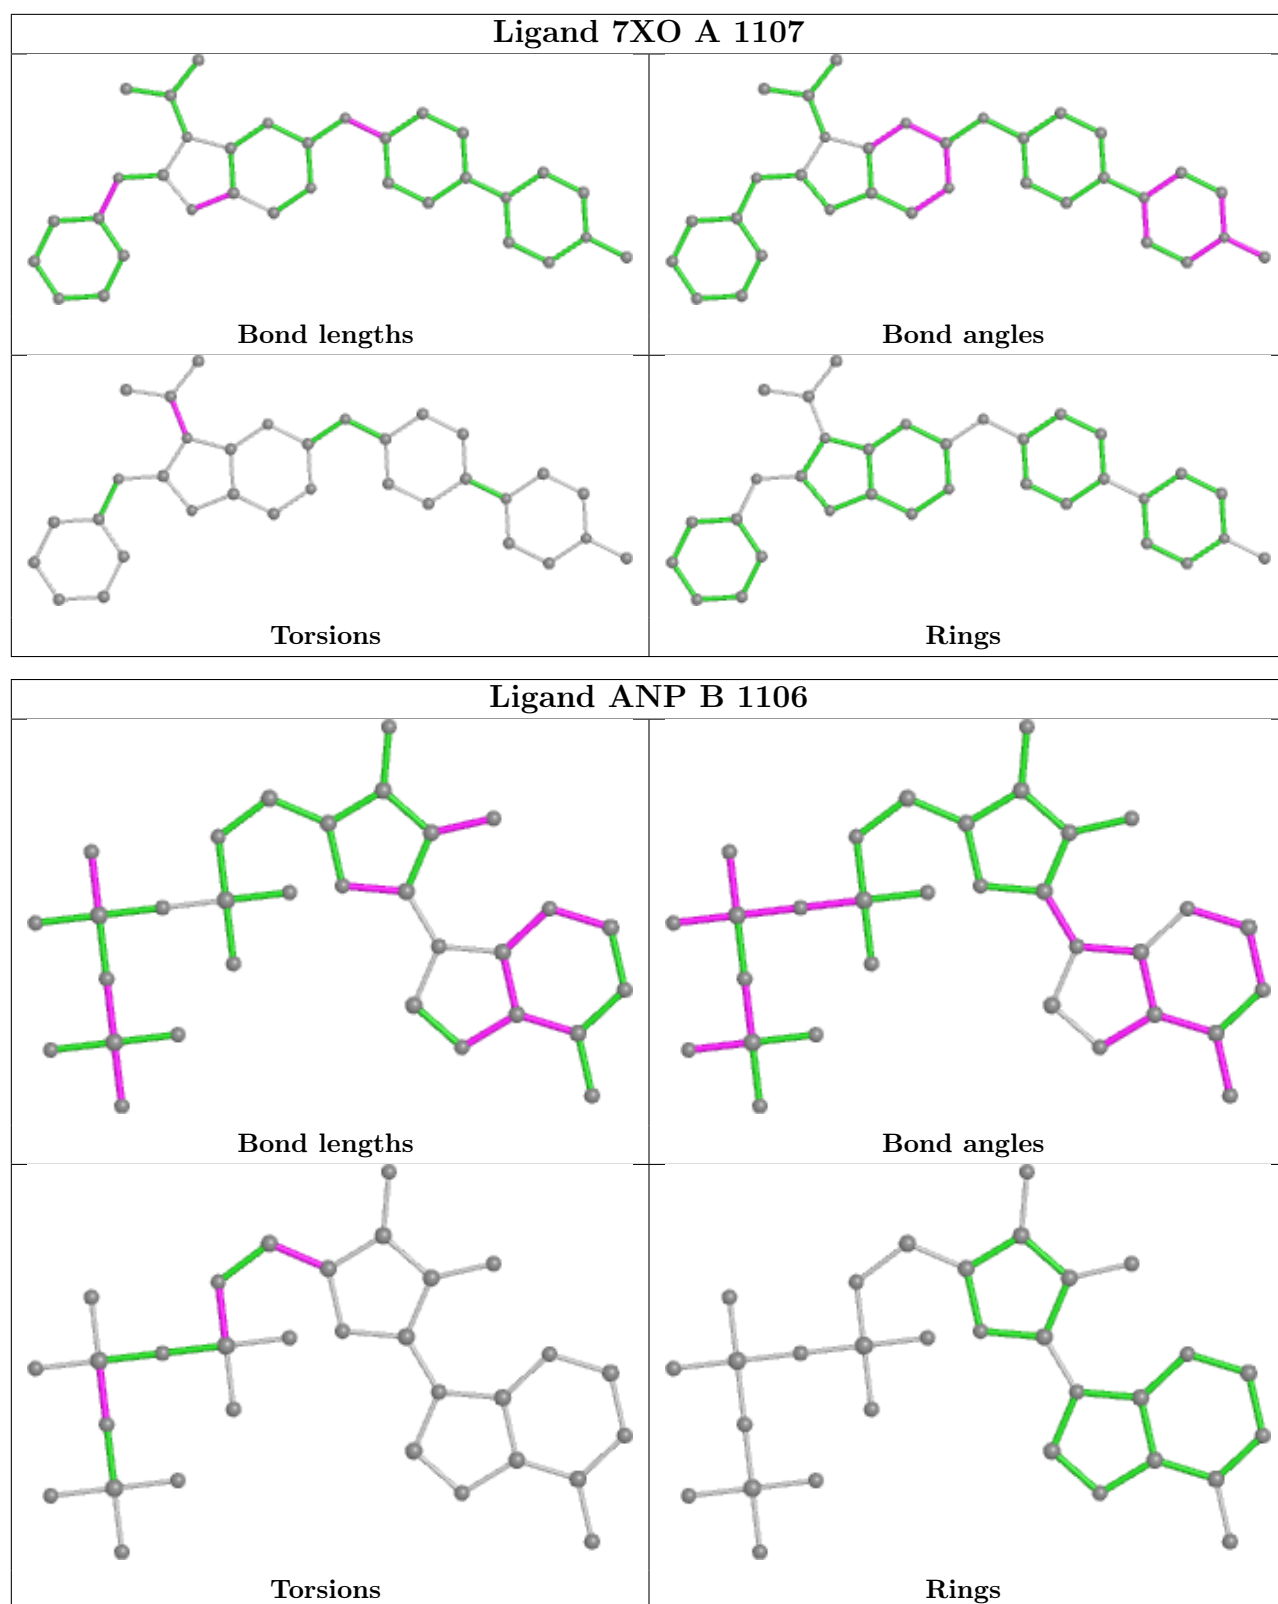 Ligand 7XO A 1107
Bond lengths
Bond angles
Torsions
Rings
Ligand ANP B 1106
Bond lengths
Bond angles
Torsions
Rings